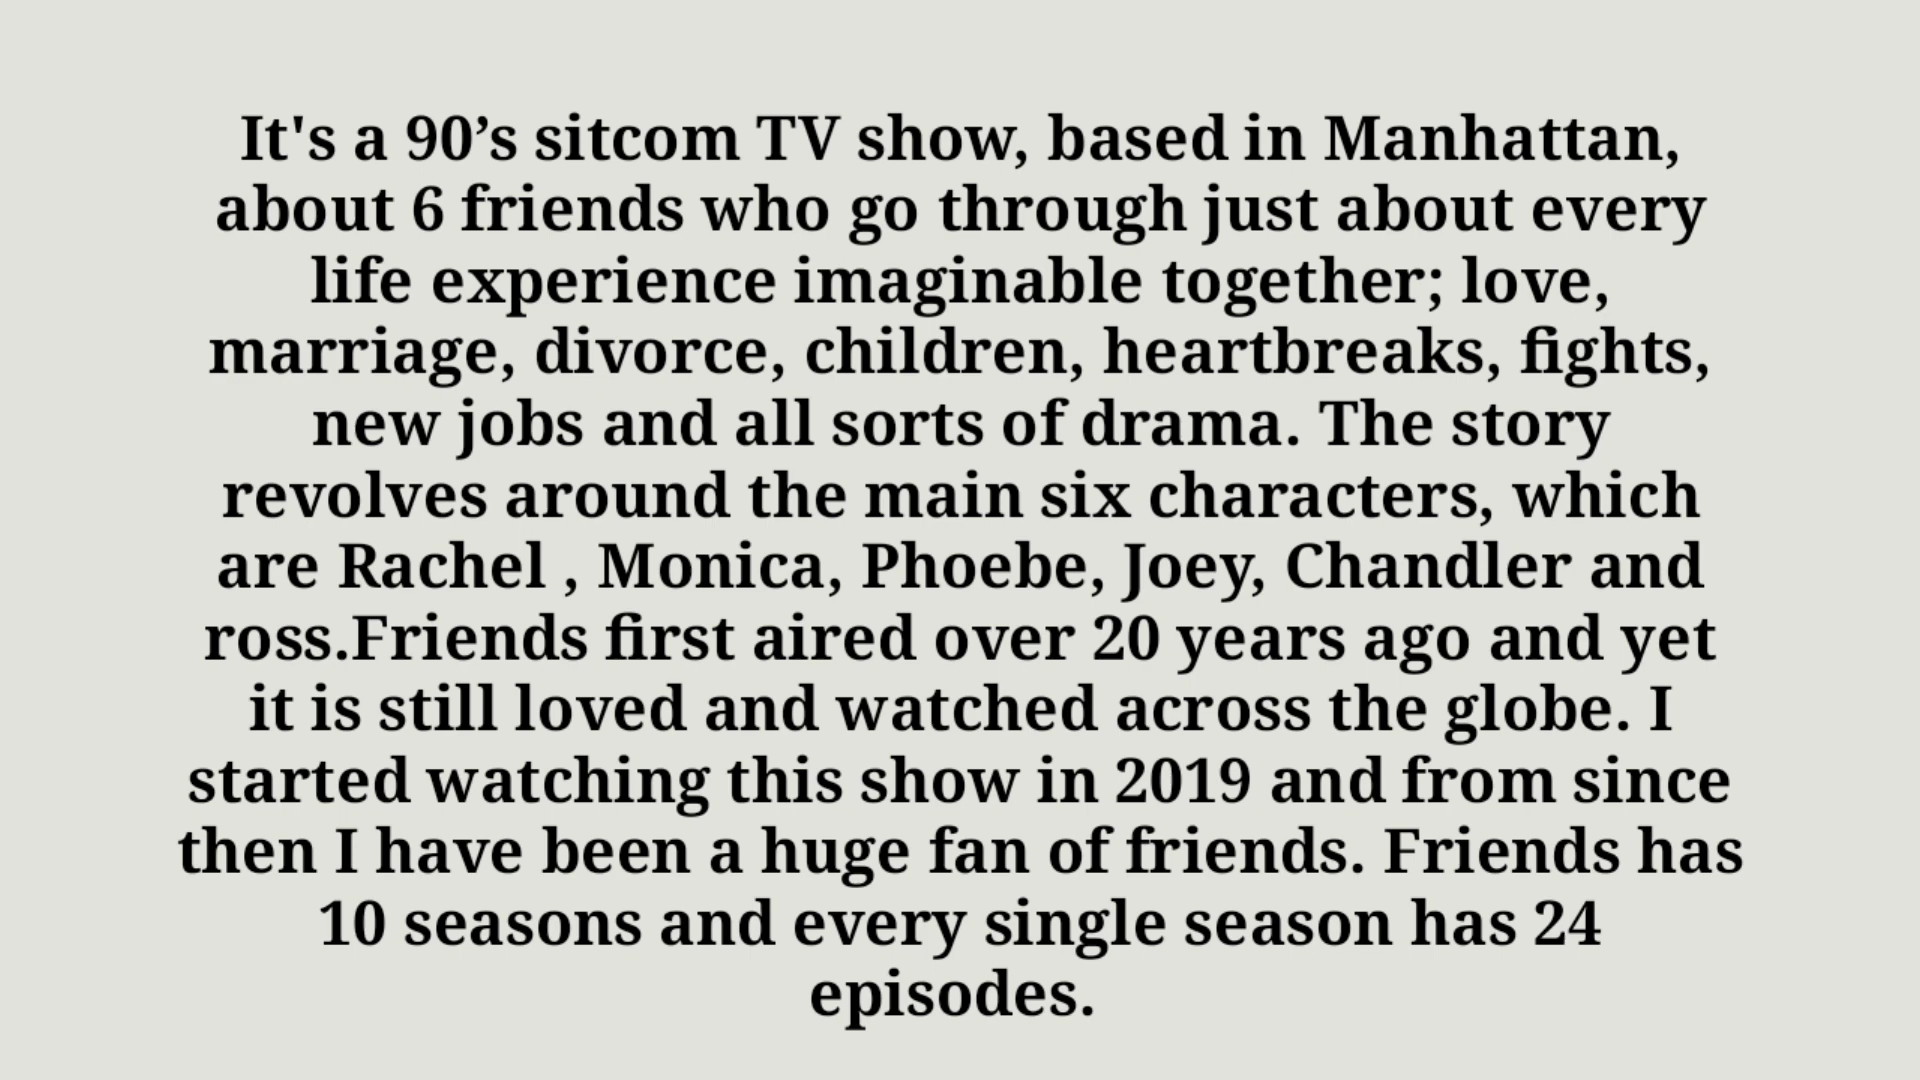 It's a 90’s sitcom TV show, based in Manhattan,
about 6 friends who go through just about every
life experience imaginable together; love,
marriage, divorce, children, heartbreaks, fights,
new jobs and all sorts of drama. The story
revolves around the main six characters, which
are Rachel , Monica, Phoebe, Joey, Chandler and
ross.Friends first aired over 20 years ago and yet
it is still loved and watched across the globe. I
started watching this show in 2019 and from since
then I have been a huge fan of friends. Friends has
10 seasons and every single season has 24
episodes.